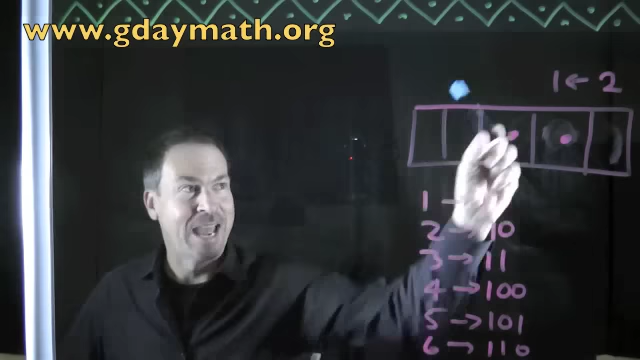 www.gdaymath.org
1 ← 2
1 →
2 → 10
3 → 11
4 → 100
5 → 101
6 → 110